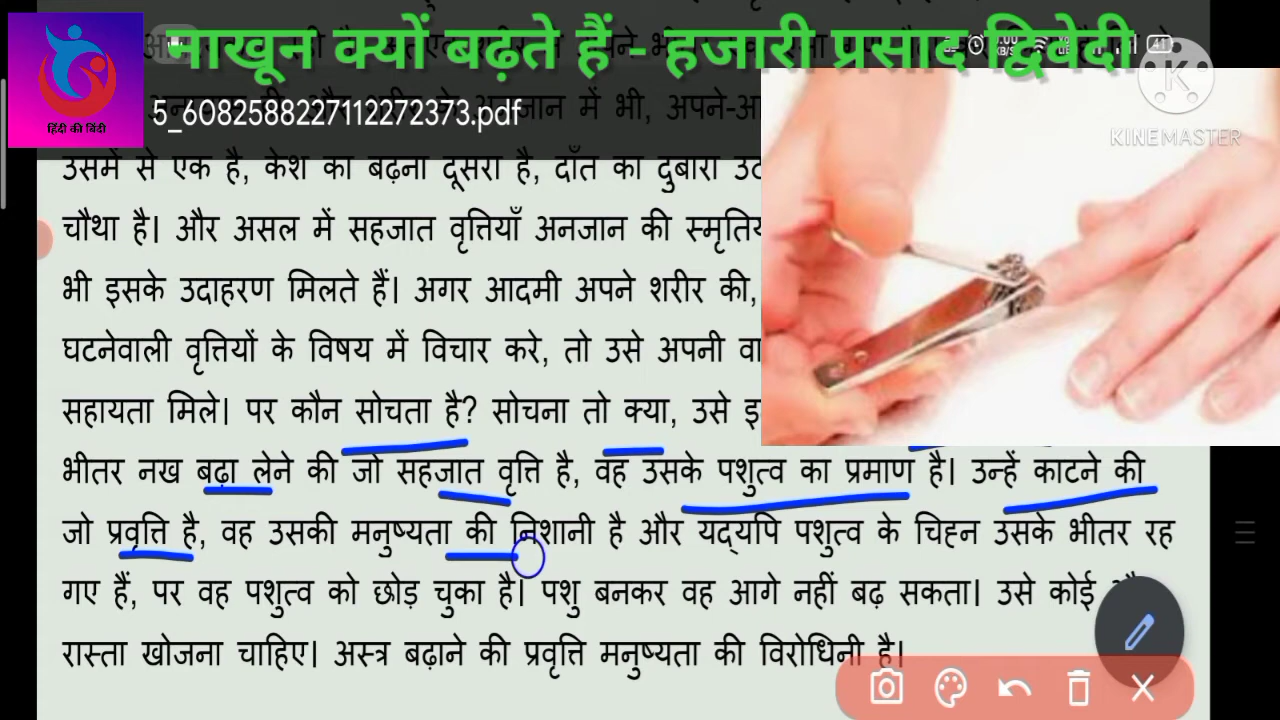 नाखून क्यों बढ़ते हैं - हजारी प्रसाद द्विवेदी
हिंदी की बिंदी
5_6082588227112272373.pdf
KINEMASTER
में भी, अपने-आ
उसमें से एक है, केश का बढ़ना दूसरा है, दाँत का दुबारा
चौथा है। और असल में सहजात वृत्तियाँ अनजान की
भी इसके उदाहरण मिलते हैं। अगर आदमी अपने शरीर की,
घटनेवाली वृत्तियों के विषय में विचार करे, तो उसे अपनी
सहायता मिले। पर कौन सोचता है? सोचना तो क्या, उसे
भीतर नख बढ़ा लेने की जो सहजात वृत्ति है, वह उसके पशुत्व का प्रमाण है। उन्हें काटने की
जो प्रवृत्ति है, वह उसकी मनुष्यता की निशानी है और यद्यपि पशुत्व के चिह्न उसके भीतर रह
गए हैं, पर वह पशुत्व को छोड़ चुका है। पशु बनकर वह आगे नहीं बढ़ सकता। उसे कोई
रास्ता खोजना चाहिए। अस्त्र बढ़ाने की प्रवृत्ति मनुष्यता की विरोधिनी है।